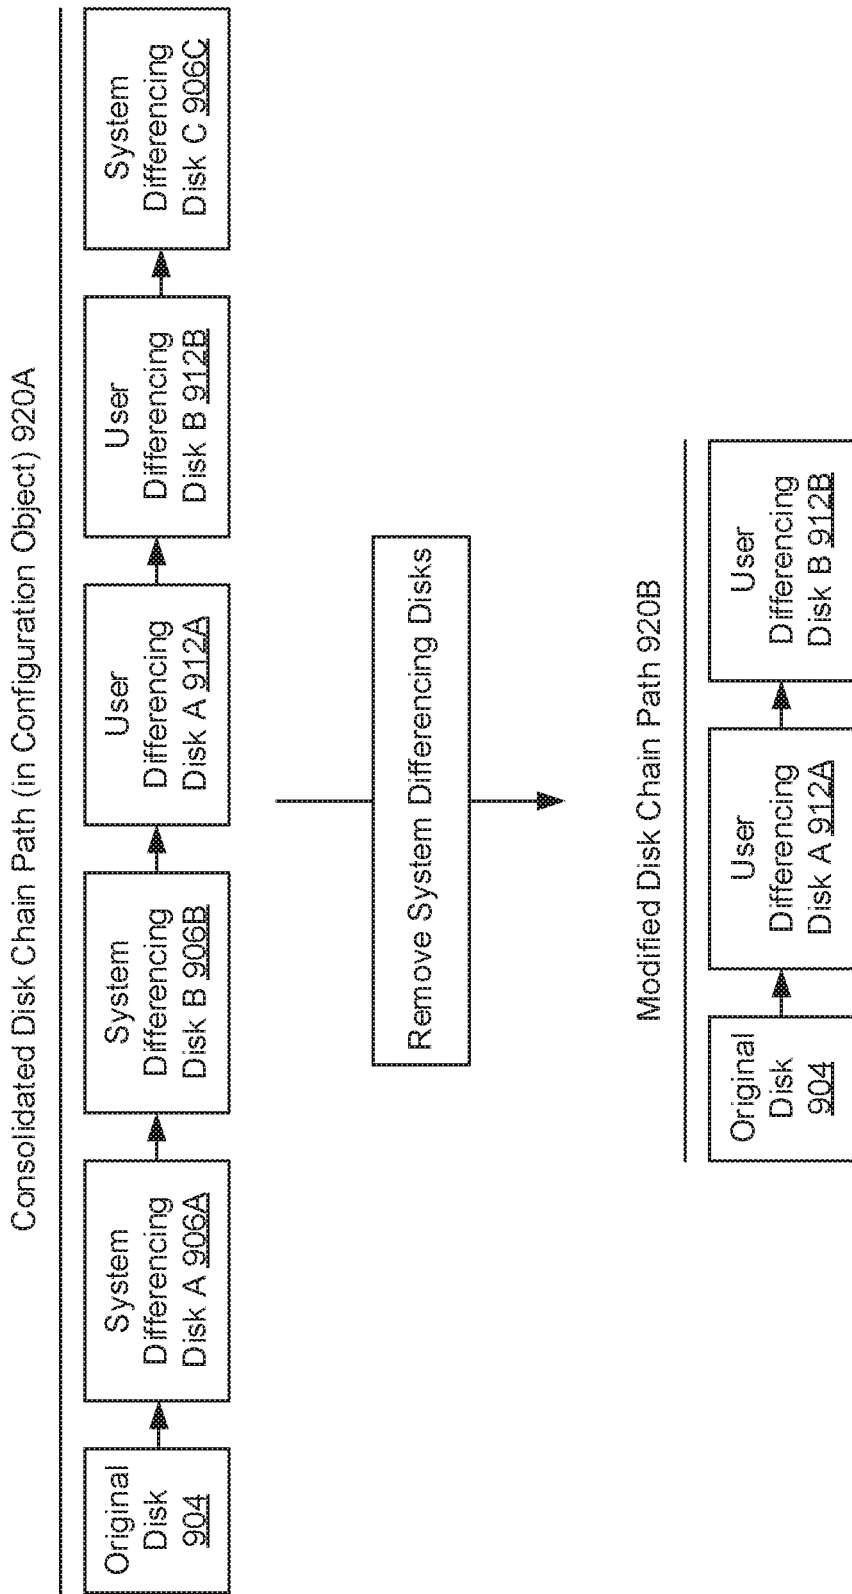 Consolidated Disk Chain Path (in Configuration Object) 920A
Original
Disk
904
System
Differencing
Disk A 906A
System
Differencing
Disk B 906B
User
Differencing
Disk A 912A
User
Differencing
Disk B 912B
System
Differencing
Disk C 906C
Remove System Differencing Disks
Modified Disk Chain Path 920B
Original
Disk
904
User
Differencing
Disk A 912A
User
Differencing
Disk B 912B